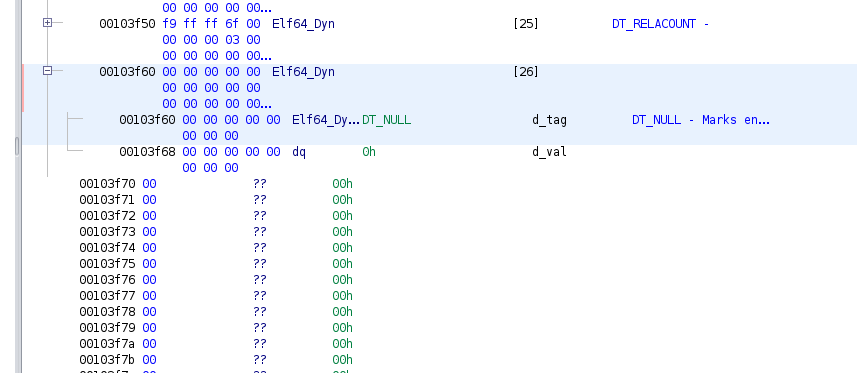 00 00 00 00 00...
00103f50 f9 ff ff 6f 00 Elf64_Dyn [25] DT_RELACOUNT -
00 00 00 03 00
00 00 00 00 00...
00103f60 00 00 00 00 00 Elf64_Dyn [26]
00 00 00 00 00
00 00 00 00 00...
00103f60 00 00 00 00 00 Elf64_Dy...DT_NULL d_tag DT_NULL - Marks en...
00 00 00
00103f68 00 00 00 00 00 dq 0h d_val
00 00 00
00103f70 00 ?? 00h
00103f71 00 ?? 00h
00103f72 00 ?? 00h
00103f73 00 ?? 00h
00103f74 00 ?? 00h
00103f75 00 ?? 00h
00103f76 00 ?? 00h
00103f77 00 ?? 00h
00103f78 00 ?? 00h
00103f79 00 ?? 00h
00103f7a 00 ?? 00h
00103f7b 00 ?? 00h